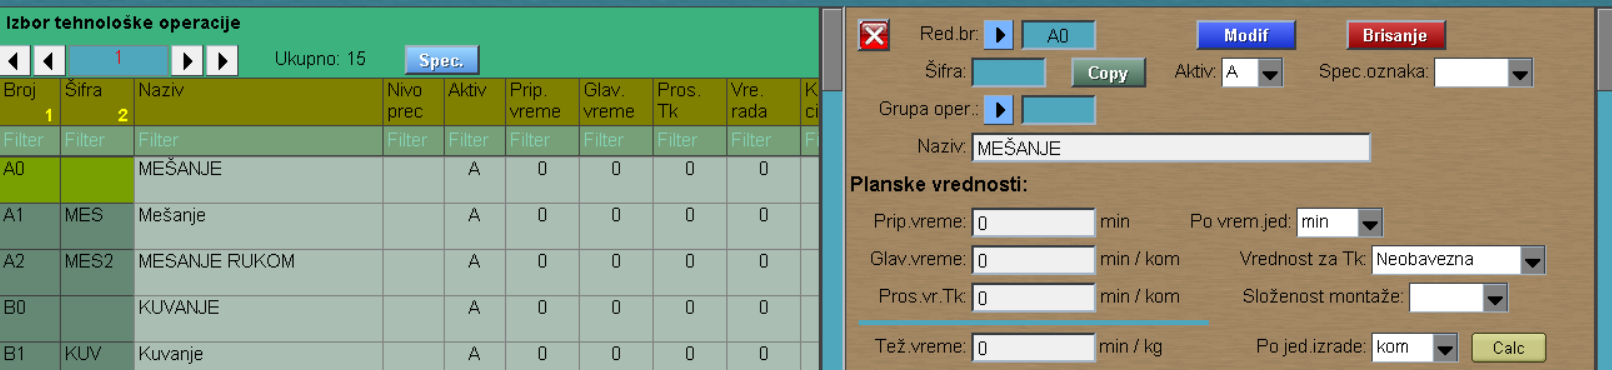 Izbor tehnološke operacije
1 Ukupno: 15 Spec.
Broj Šifra Naziv Nivo Aktiv Prip. Glav. Pros. Vre.
1 2 prec vreme vreme Tk rada
Filter Filter Filter Filter Filter Filter Filter Filter Filter
A0 MEŠANJE A 0 0 0 0
A1 MES Mešanje A 0 0 0 0
A2 MES2 MESANJE RUKOM A 0 0 0 0
B0 KUVANJE A 0 0 0 0
B1 KUV Kuvanje A 0 0 0 0
Red.br: A0 Modif Brisanje
Šifra: Copy Aktiv: A Spec.oznaka:
Grupa oper.:
Naziv: MEŠANJE
Planske vrednosti:
Prip.vreme: 0 min Po vrem.jed: min
Glav.vreme: 0 min / kom Vrednost za Tk: Neobavezna
Pros.vr.Tk: 0 min / kom Složenost montaže:
Tež.vreme: 0 min / kg Po jed.izrade: kom Calc